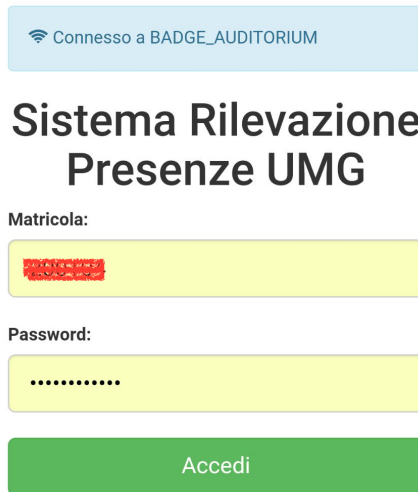 Connesso a BADGE_AUDITORIUM
Sistema Rilevazione
Presenze UMG
Matricola:
Password:
••••••••••••
Accedi